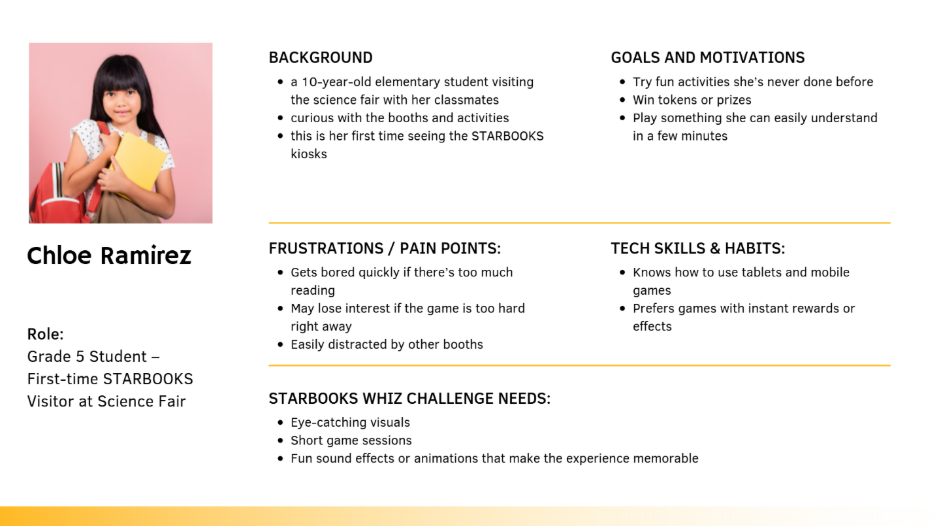 Chloe Ramirez
Role:
Grade 5 Student –
First-time STARBOOKS
Visitor at Science Fair
BACKGROUND
• a 10-year-old elementary student visiting
the science fair with her classmates
• curious with the booths and activities
• this is her first time seeing the STARBOOKS
kiosks
GOALS AND MOTIVATIONS
• Try fun activities she's never done before
• Win tokens or prizes
• Play something she can easily understand
in a few minutes
FRUSTRATIONS / PAIN POINTS:
• Gets bored quickly if there's too much
reading
• May lose interest if the game is too hard
right away
• Easily distracted by other booths
TECH SKILLS & HABITS:
• Knows how to use tablets and mobile
games
• Prefers games with instant rewards or
effects
STARBOOKS WHIZ CHALLENGE NEEDS:
• Eye-catching visuals
• Short game sessions
• Fun sound effects or animations that make the experience memorable